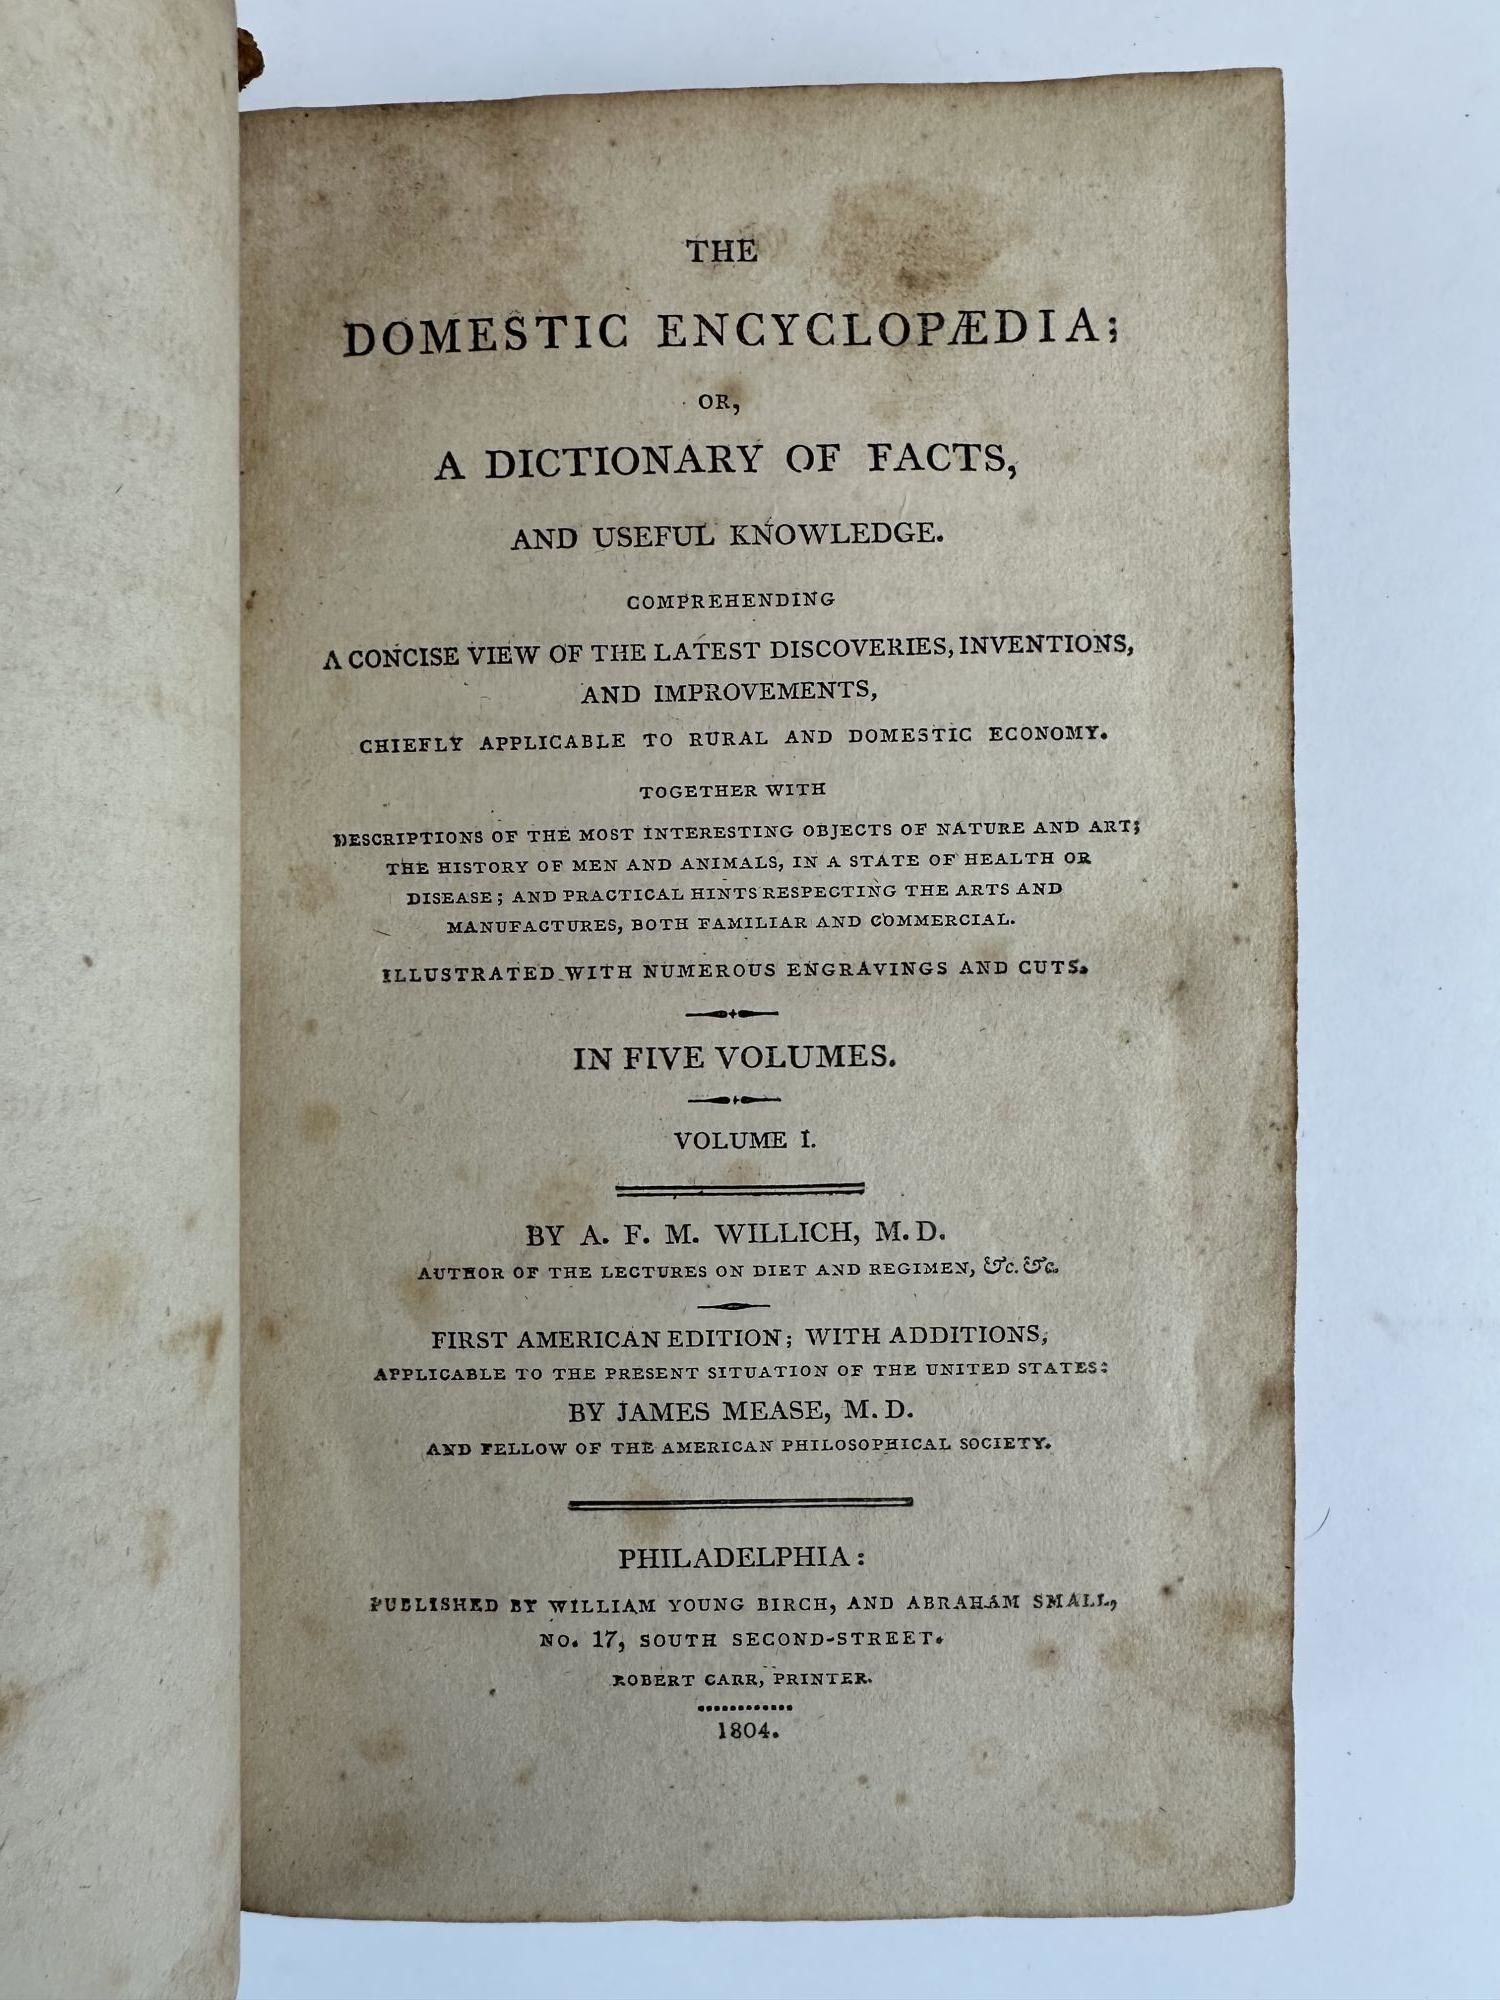 THE
DOMESTIC ENCYCLOPÆDIA;
OR,
A DICTIONARY OF FACTS,
AND USEFUL KNOWLEDGE.
COMPREHENDING
A CONCISE VIEW OF THE LATEST DISCOVERIES, INVENTIONS,
AND IMPROVEMENTS,
CHIEFLY APPLICABLE TO RURAL AND DOMESTIC ECONOMY.
TOGETHER WITH
DESCRIPTIONS OF THE MOST INTERESTING OBJECTS OF NATURE AND ART;
THE HISTORY OF MEN AND ANIMALS, IN A STATE OF HEALTH OR
DISEASE; AND PRACTICAL HINTS RESPECTING THE ARTS AND
MANUFACTURES, BOTH FAMILIAR AND COMMERCIAL.
ILLUSTRATED WITH NUMEROUS ENGRAVINGS AND CUTS.
IN FIVE VOLUMES.
VOLUME I.
BY A. F. M. WILLICH, M. D.
AUTHOR OF THE LECTURES ON DIET AND REGIMEN, &c. &c.
FIRST AMERICAN EDITION; WITH ADDITIONS,
APPLICABLE TO THE PRESENT SITUATION OF THE UNITED STATES:
BY JAMES MEASE, M. D.
AND FELLOW OF THE AMERICAN PHILOSOPHICAL SOCIETY.
PHILADELPHIA:
PUBLISHED BY WILLIAM YOUNG BIRCH, AND ABRAHAM SMALL,
NO. 17, SOUTH SECOND-STREET.
ROBERT CARR, PRINTER.
1804.